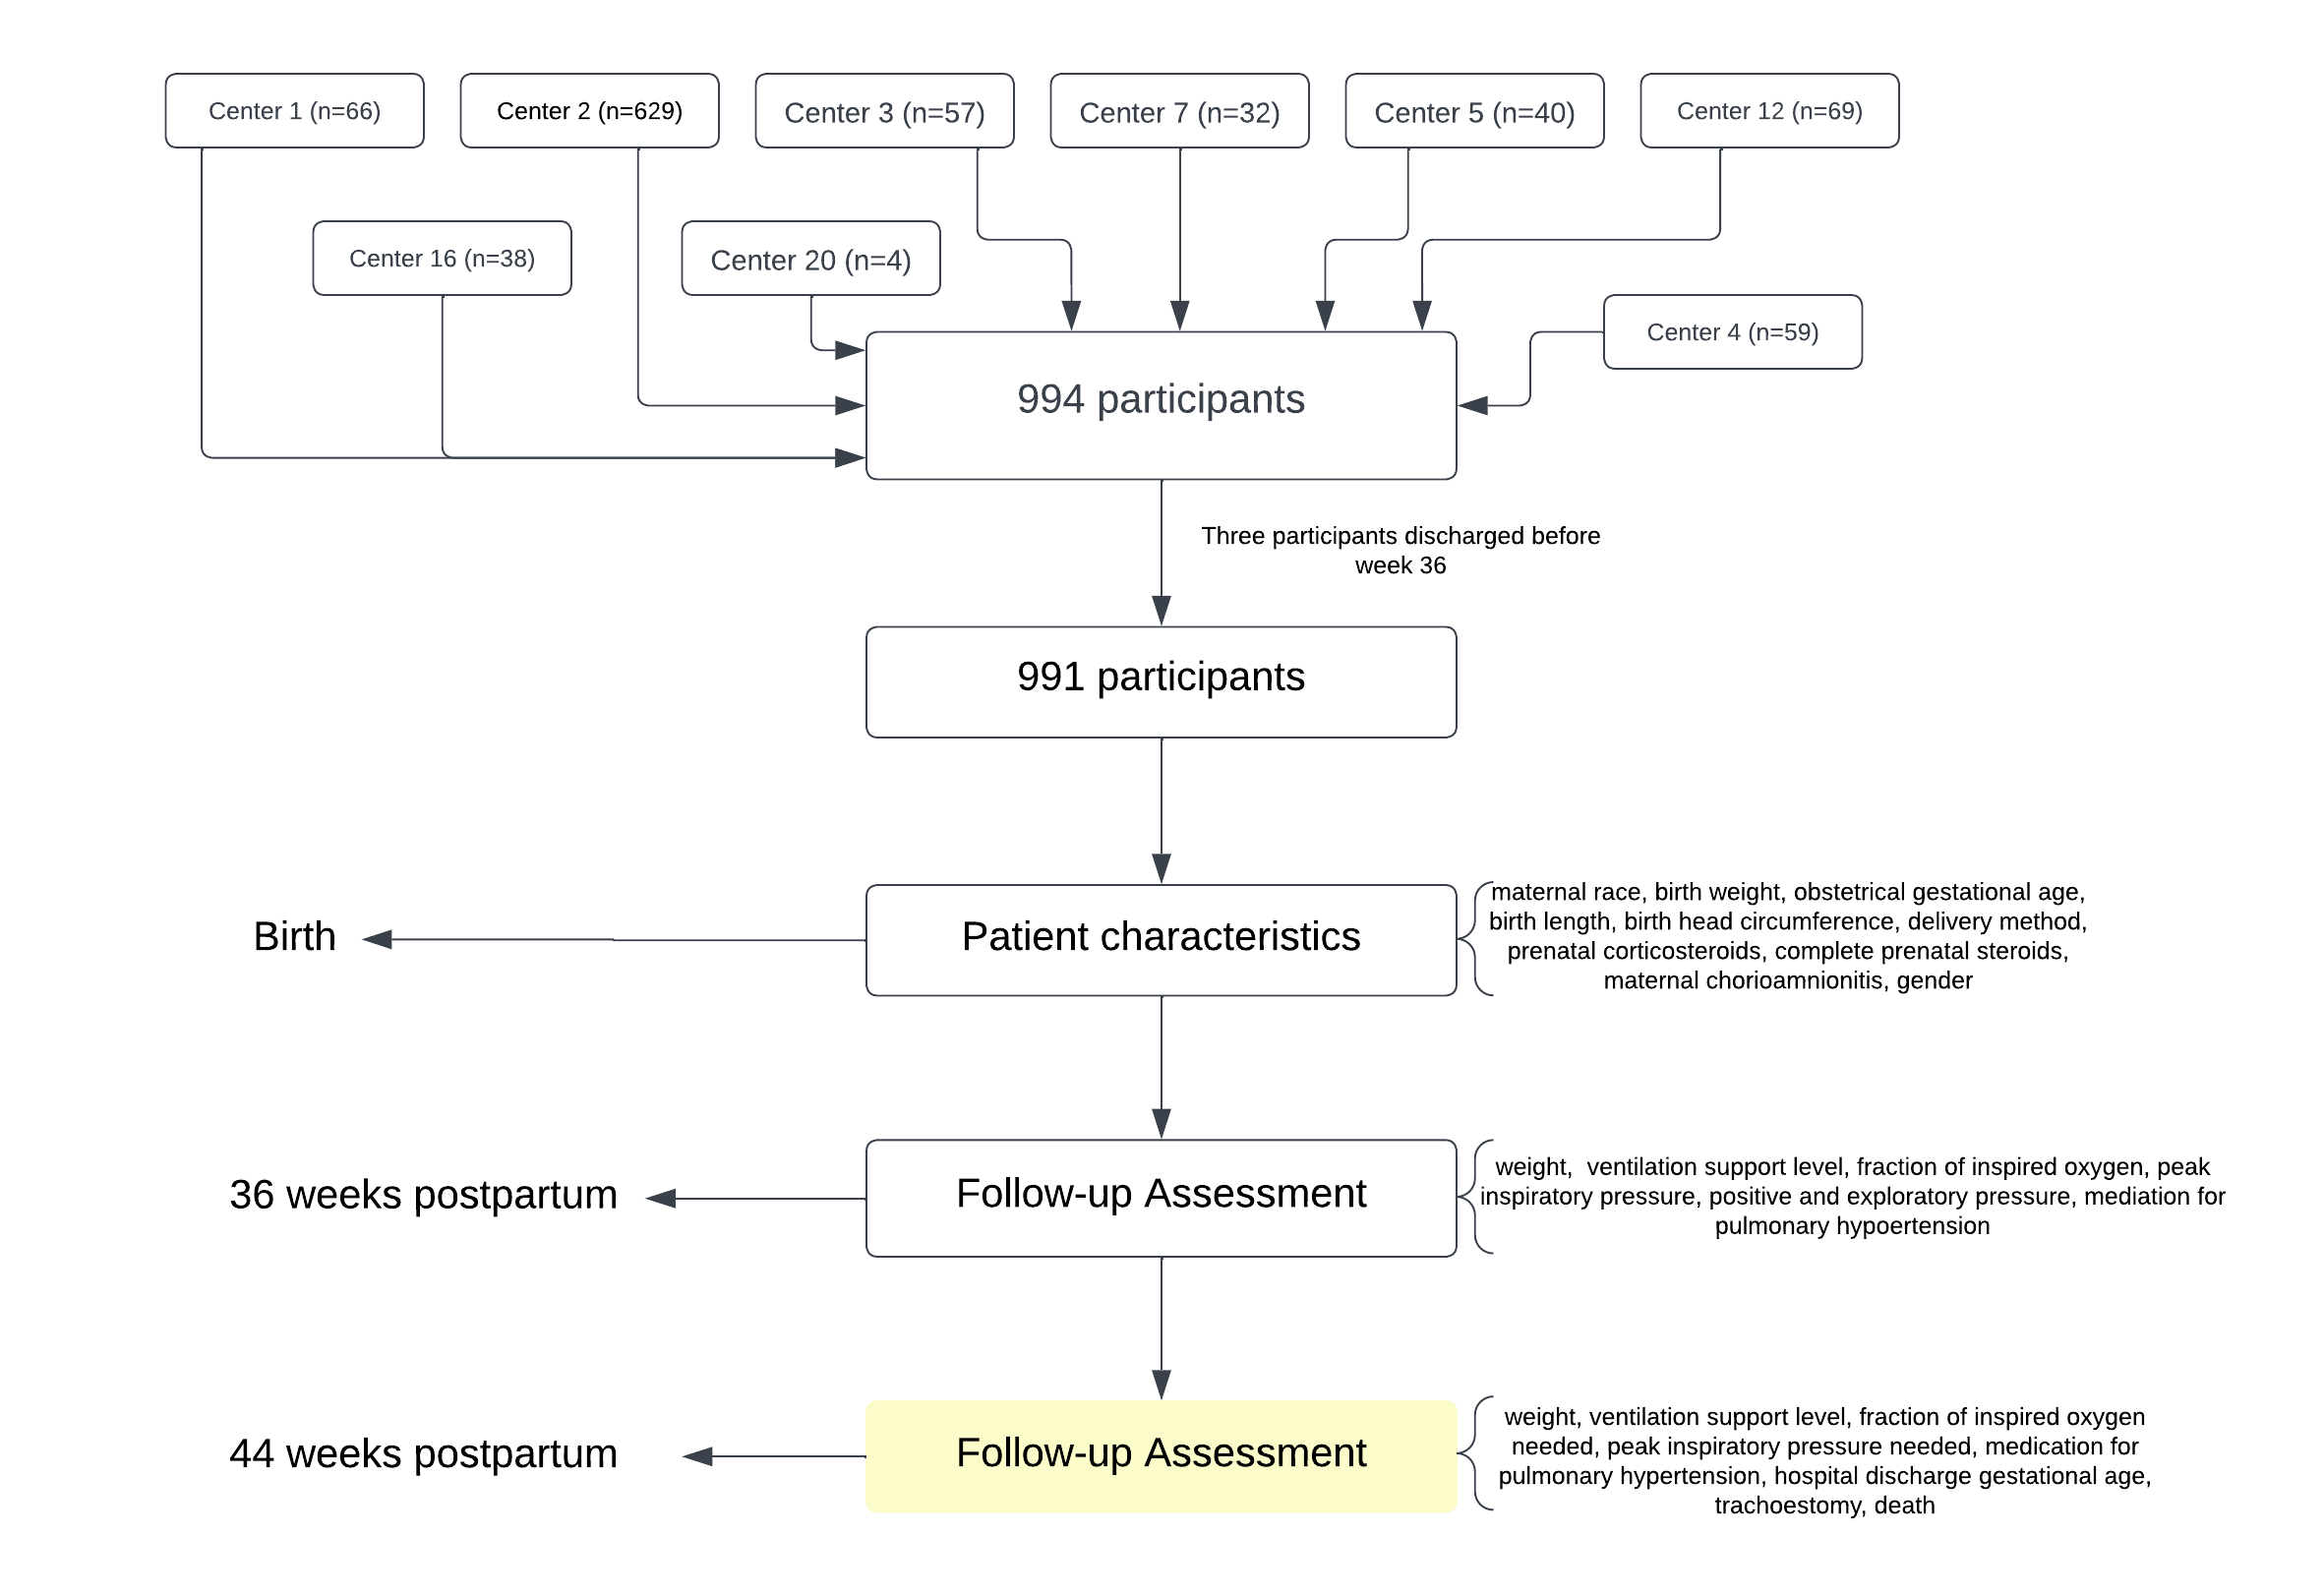 Center 1 (n=66)
Center 2 (n=629)
Center 3 (n=57)
Center 7 (n=32)
Center 5 (n=40)
Center 12 (n=69)
Center 16 (n=38)
Center 20 (n=4)
Center 4 (n=59)
994 participants
Three participants discharged before
week 36
991 participants
Birth
Patient characteristics
maternal race, birth weight, obstetrical gestational age,
birth length, birth head circumference, delivery method,
prenatal corticosteroids, complete prenatal steroids,
maternal chorioamnionitis, gender
36 weeks postpartum
Follow-up Assessment
weight,  ventilation support level, fraction of inspired oxygen, peak
inspiratory pressure, positive and exploratory pressure, mediation for
pulmonary hypoertension
44 weeks postpartum
Follow-up Assessment
weight, ventilation support level, fraction of inspired oxygen
needed, peak inspiratory pressure needed, medication for
pulmonary hypertension, hospital discharge gestational age,
trachoestomy, death